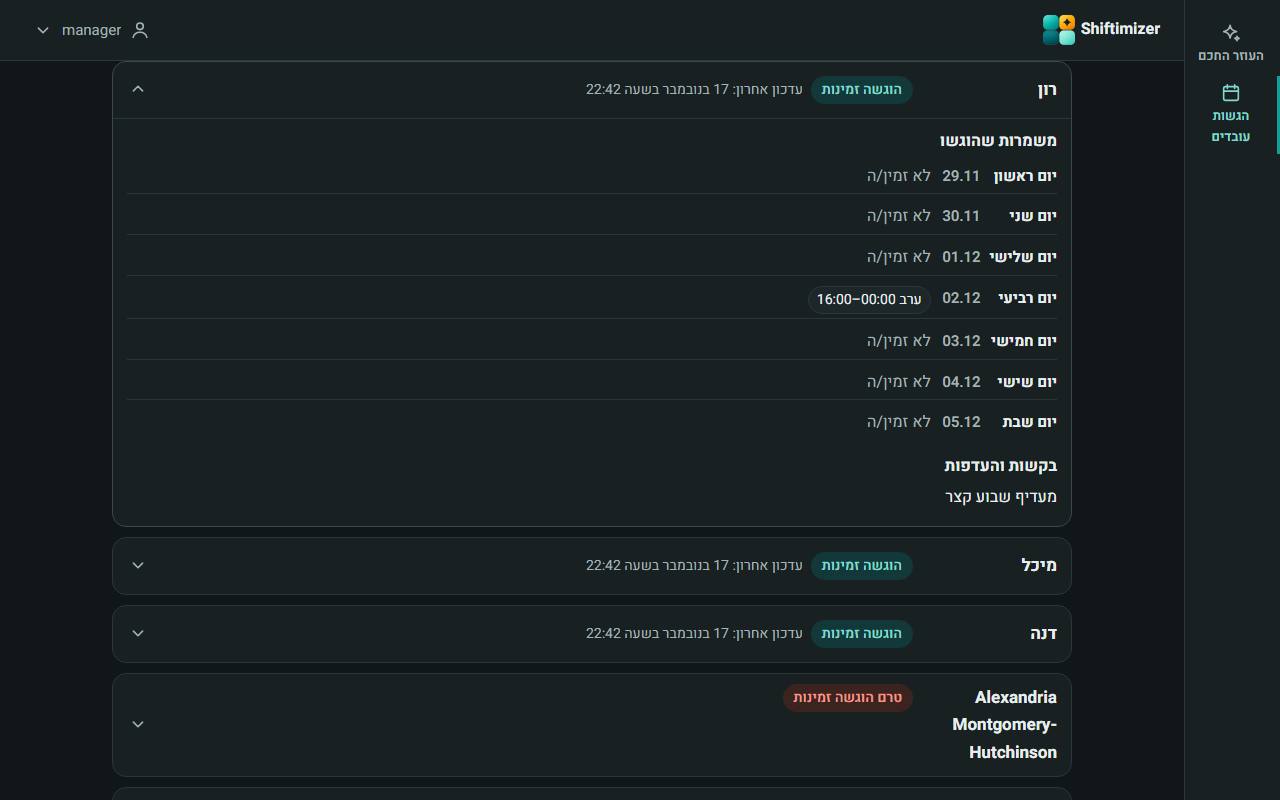 Shiftimizer
manager
העוזר החכם
הגשות
עובדים
רון הוגשה זמינות עדכון אחרון: 17 בנובמבר בשעה 22:42
משמרות שהוגשו
יום ראשון 29.11 לא זמין/ה
יום שני 30.11 לא זמין/ה
יום שלישי 01.12 לא זמין/ה
יום רביעי 02.12 ערב 16:00–00:00
יום חמישי 03.12 לא זמין/ה
יום שישי 04.12 לא זמין/ה
יום שבת 05.12 לא זמין/ה
בקשות והעדפות
מעדיף שבוע קצר
מיכל הוגשה זמינות עדכון אחרון: 17 בנובמבר בשעה 22:42
דנה הוגשה זמינות עדכון אחרון: 17 בנובמבר בשעה 22:42
Alexandria טרם הוגשה זמינות
Montgomery-
Hutchinson